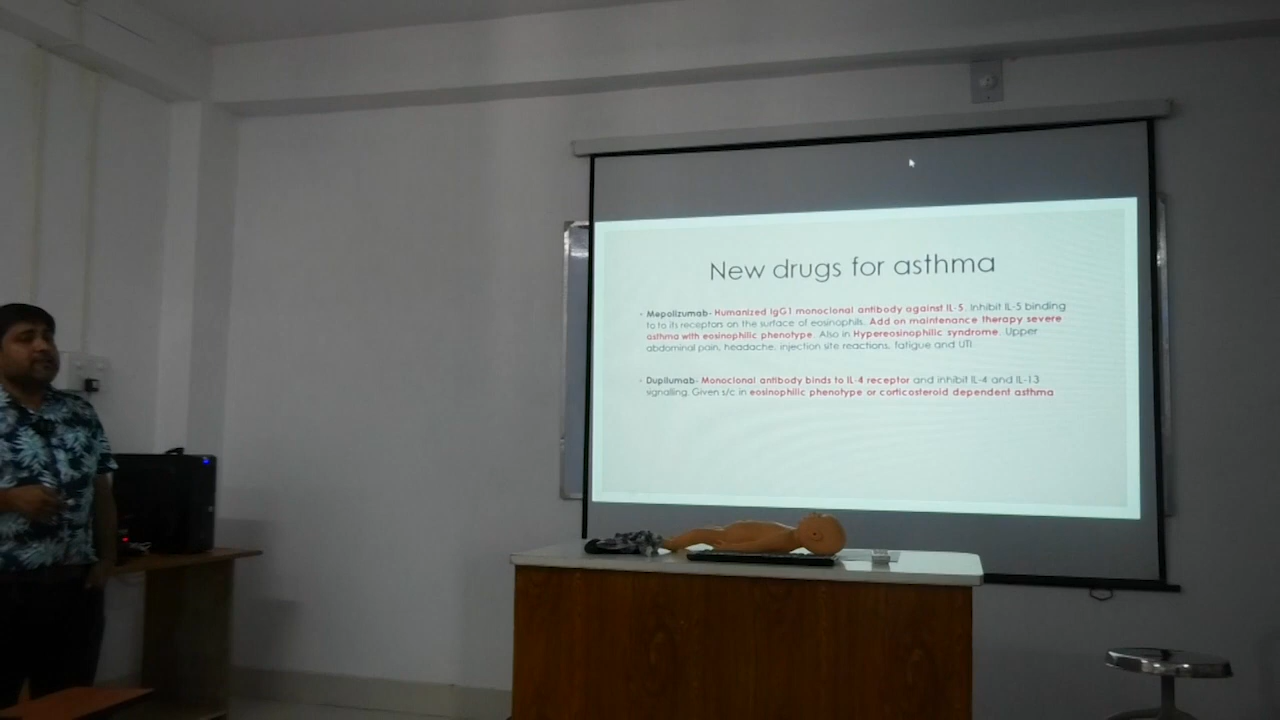 New drugs for asthma
Mepolizumab- Humanized IgG1 monoclonal antibody against IL-5. Inhibit IL-5 binding
to to its receptors on the surface of eosinophils. Add on maintenance therapy severe
asthma with eosinophilic phenotype. Also in Hypereosinophilic syndrome. Upper
abdominal pain, headache, injection site reactions, fatigue and UTI
Dupilumab- Monoclonal antibody binds to IL-4 receptor and inhibit IL-4 and IL-13
signaling. Given s/c in eosinophilic phenotype or corticosteroid dependent asthma